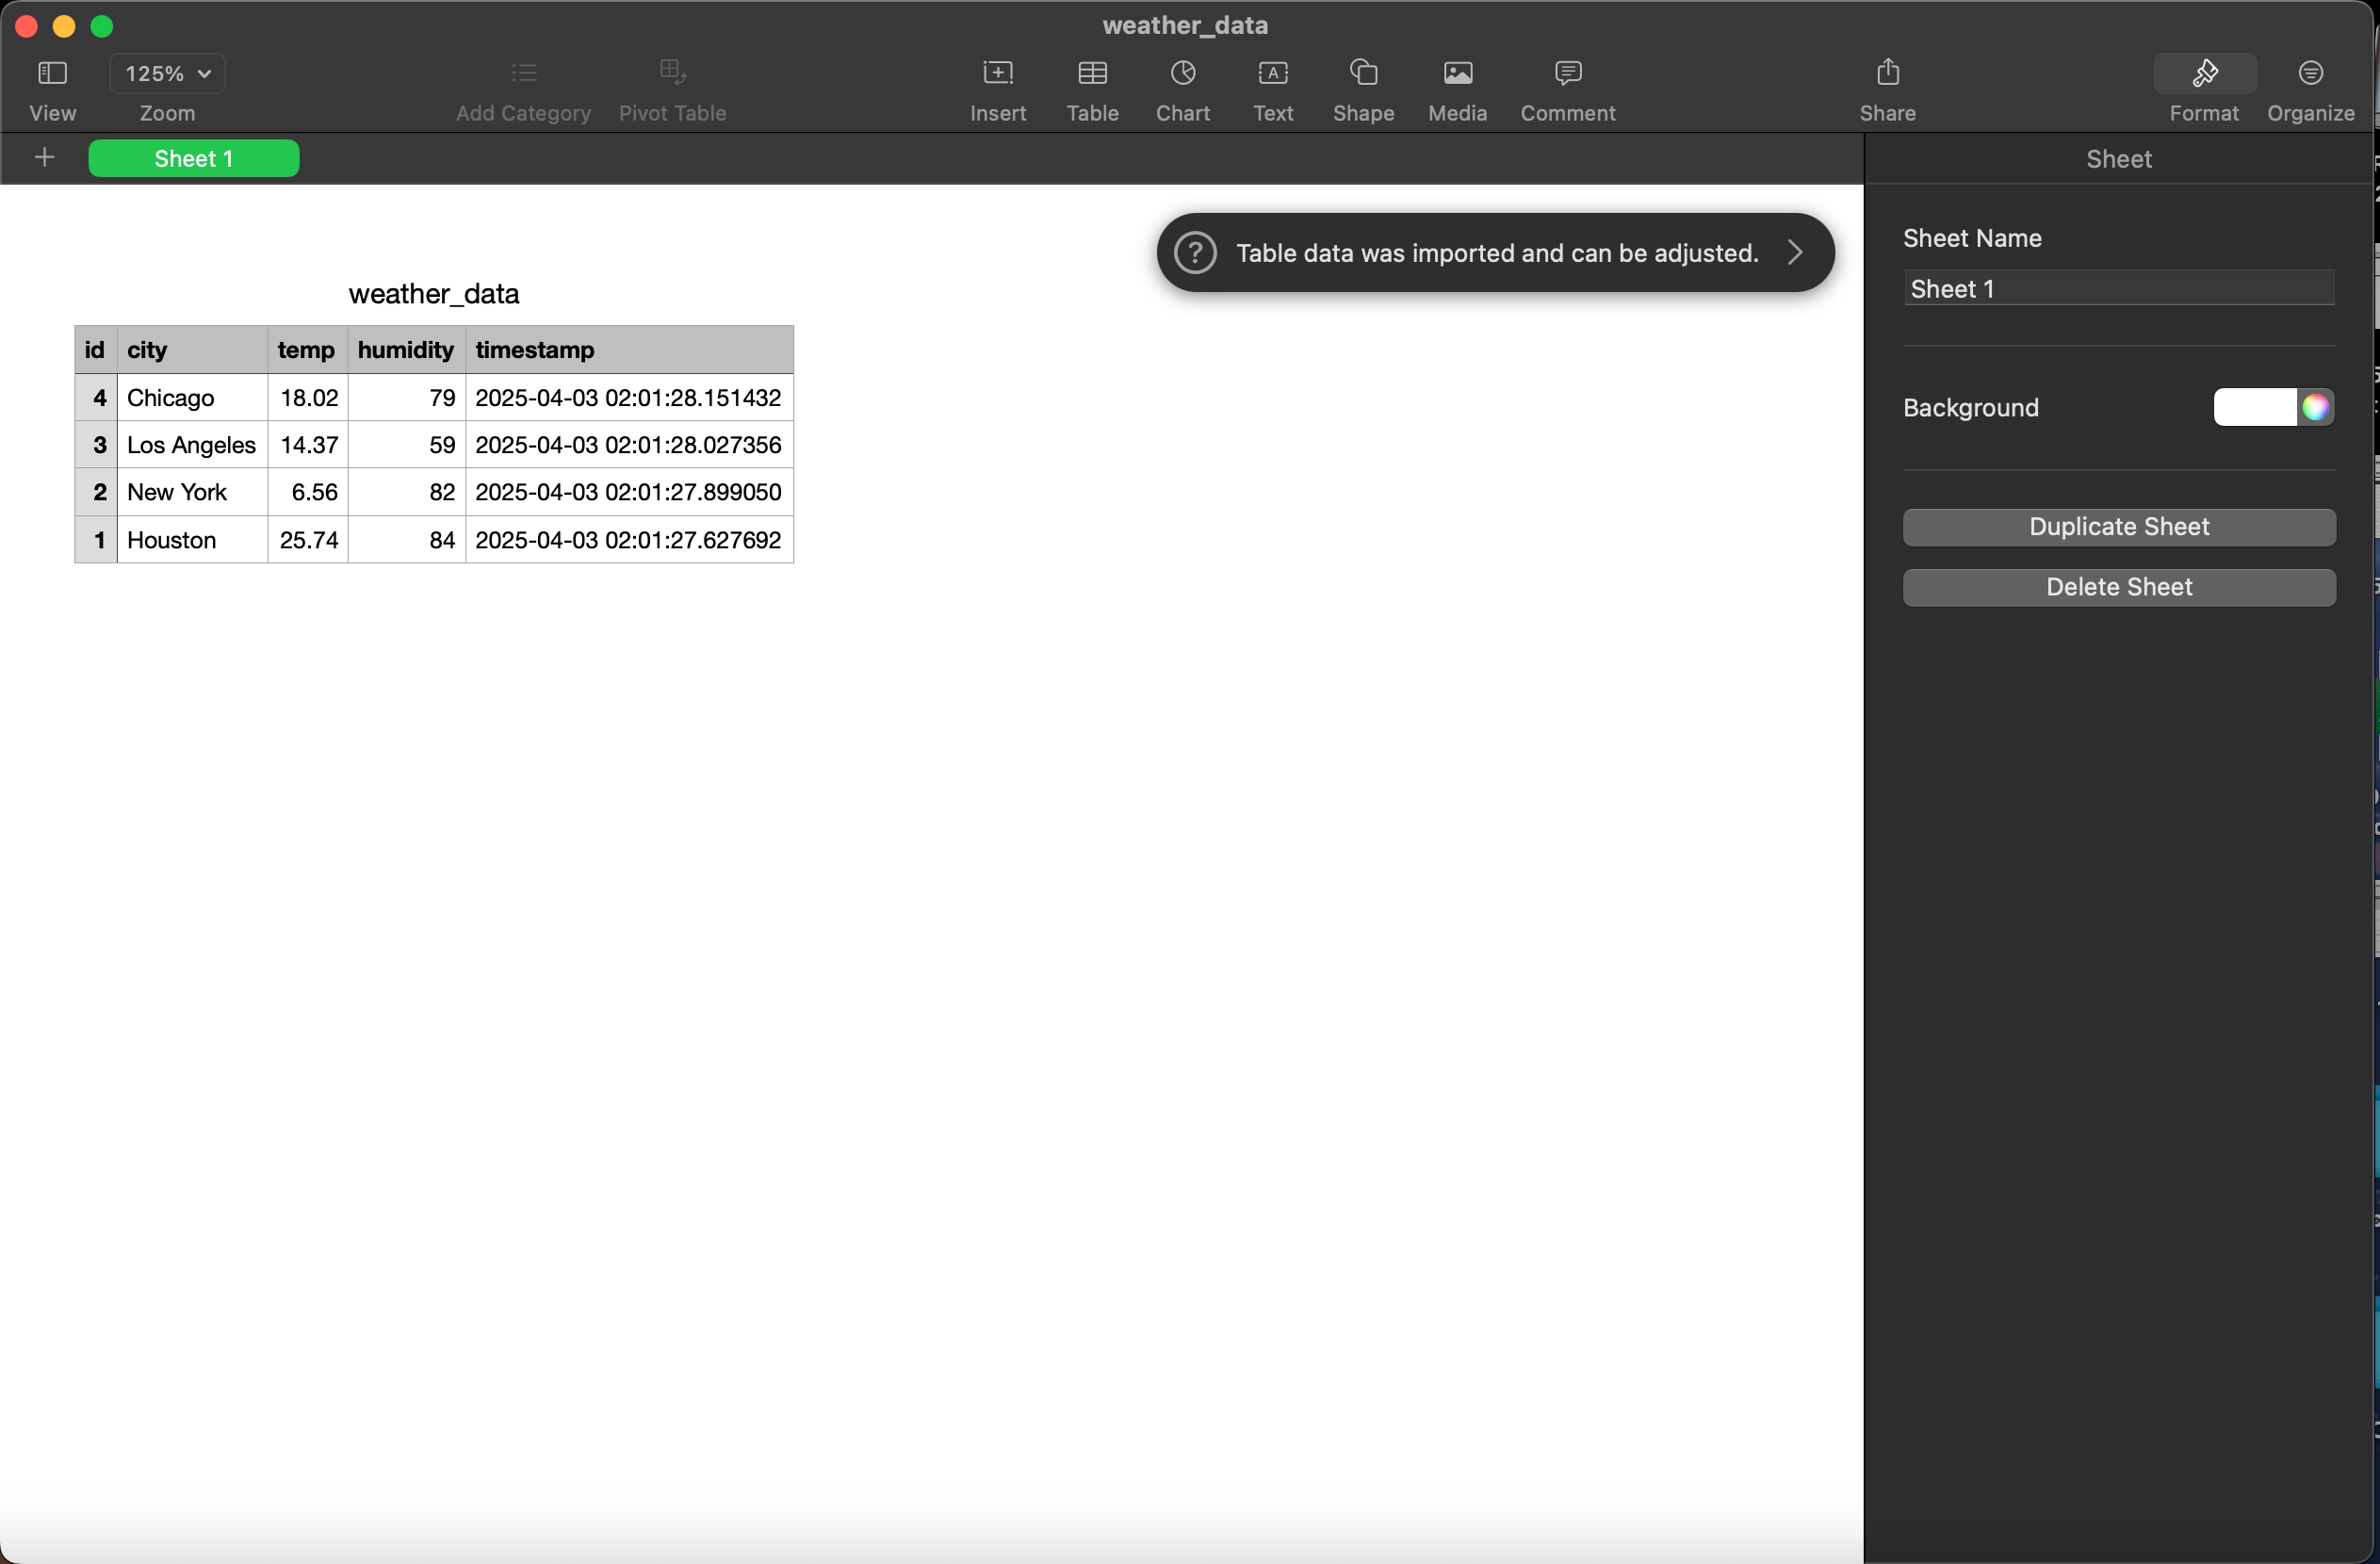 weather_data
125%
View
Zoom
Add Category
Pivot Table
Insert
Table
Chart
Text
Shape
Media
Comment
Share
Format
Organize
Sheet 1
Sheet
Table data was imported and can be adjusted.
weather_data
id city temp humidity timestamp
4 Chicago 18.02 79 2025-04-03 02:01:28.151432
3 Los Angeles 14.37 59 2025-04-03 02:01:28.027356
2 New York 6.56 82 2025-04-03 02:01:27.899050
1 Houston 25.74 84 2025-04-03 02:01:27.627692
Sheet Name
Sheet 1
Background
Duplicate Sheet
Delete Sheet